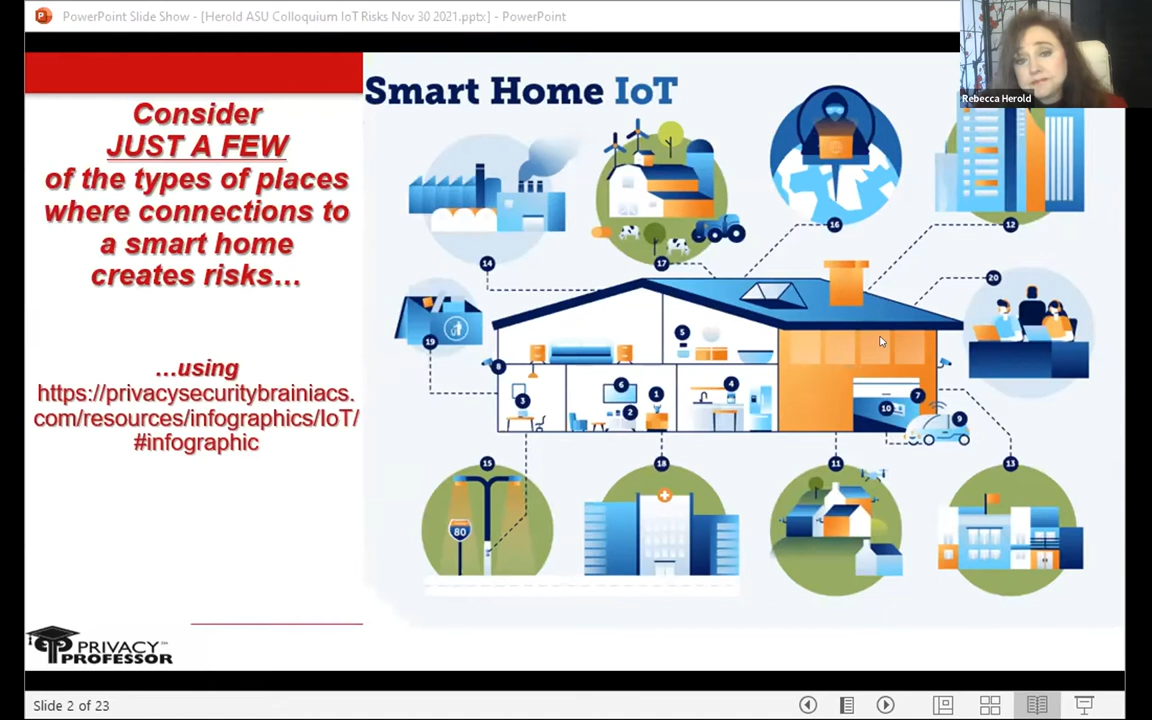 PowerPoint Slide Show - [Herold ASU Colloquium IoT Risks Nov 30 2021.pptx] - PowerPoint
Rebecca Herold
Consider
JUST A FEW
of the types of places
where connections to
a smart home
creates risks...
...using
https://privacysecuritybrainiacs.
com/resources/infographics/IoT/
#infographic
Smart Home IoT
14
17
16
12
20
19
5
8
6
1
4
3
2
7
10
9
15
18
11
13
80
PRIVACY
PROFESSOR
Slide 2 of 23